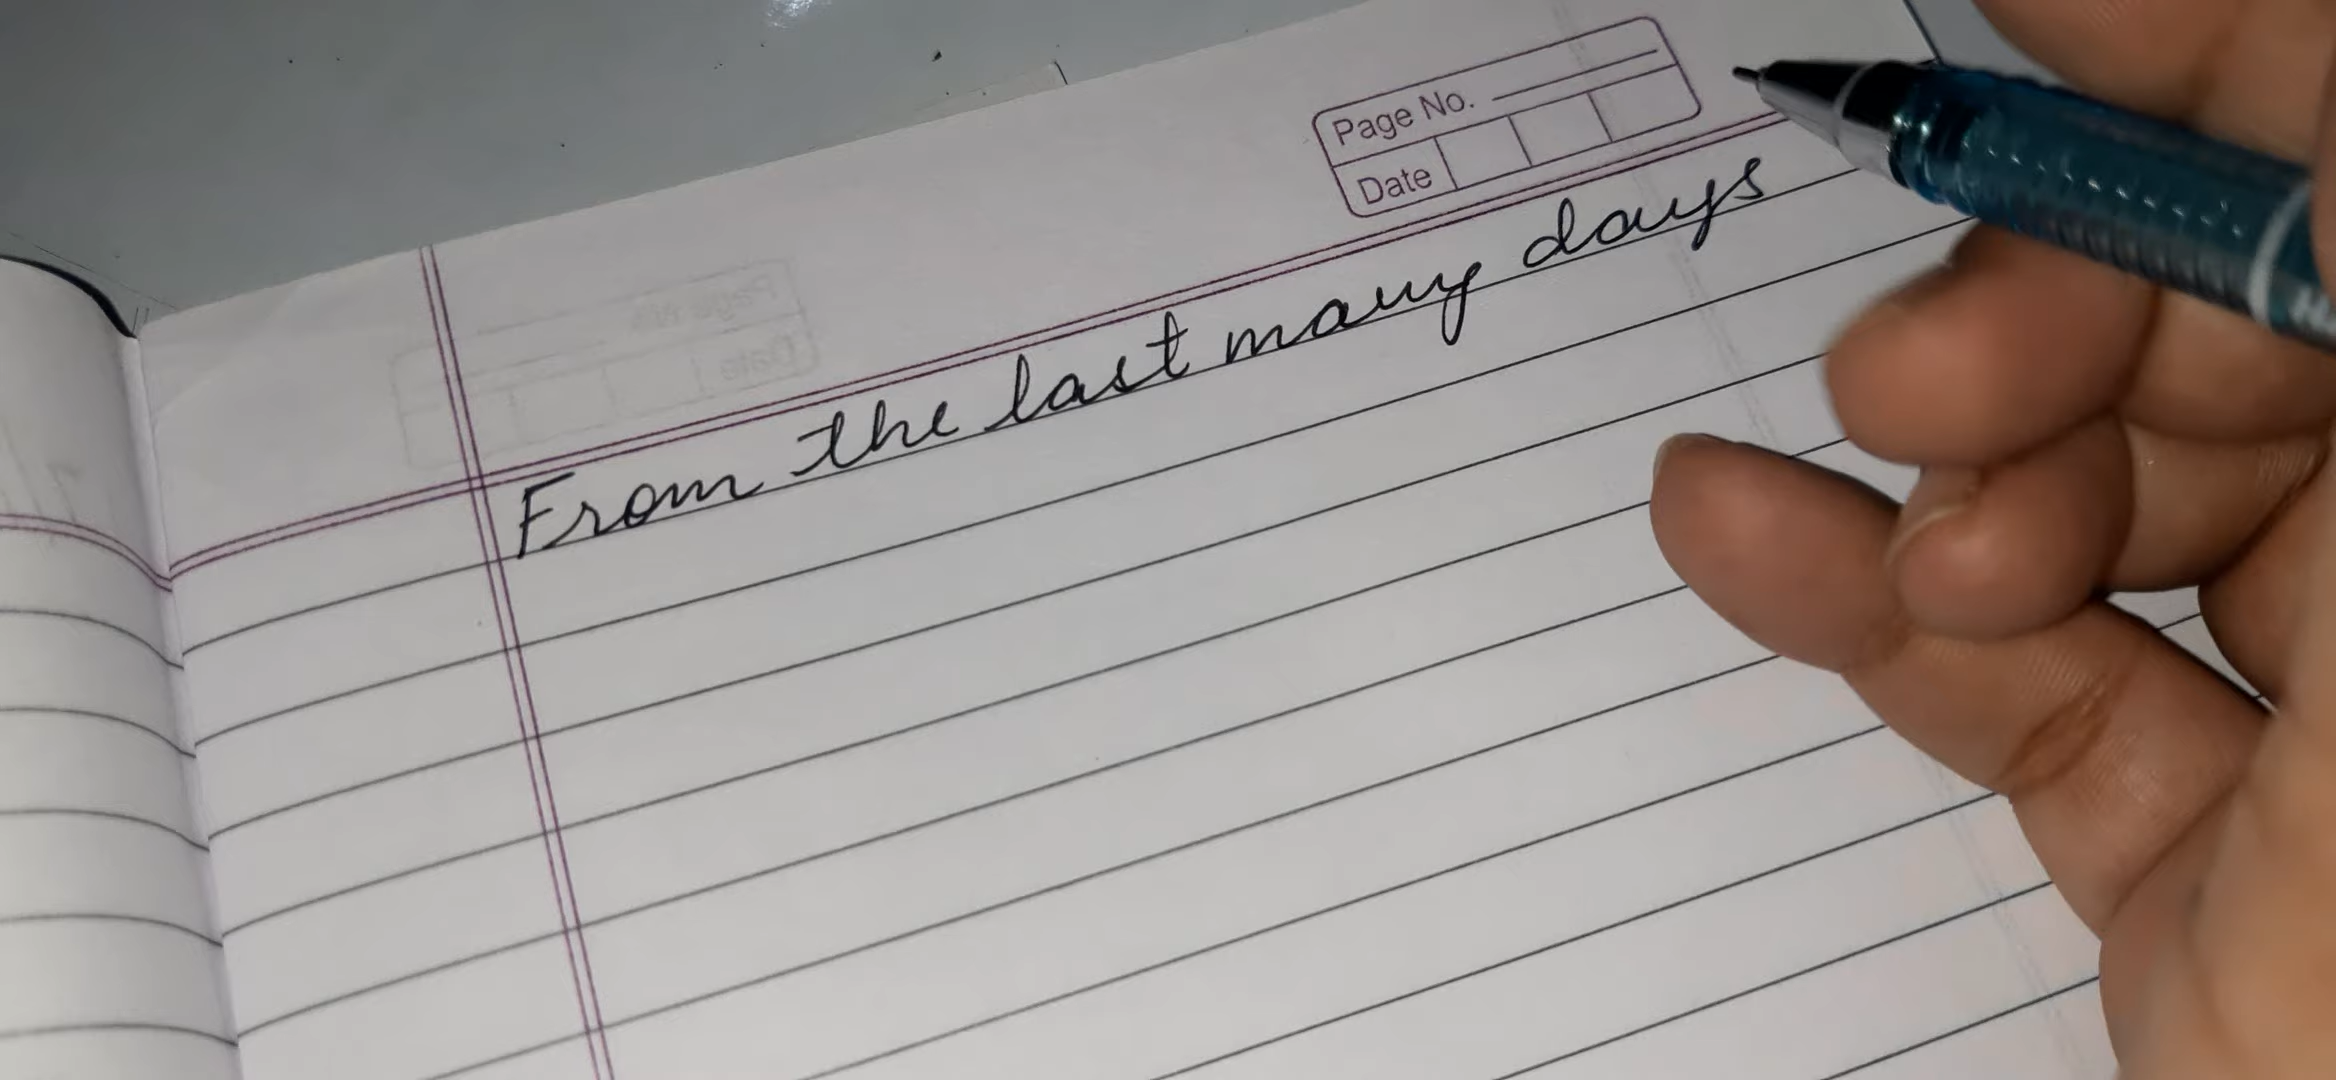 Page No.
Date
From the last many days